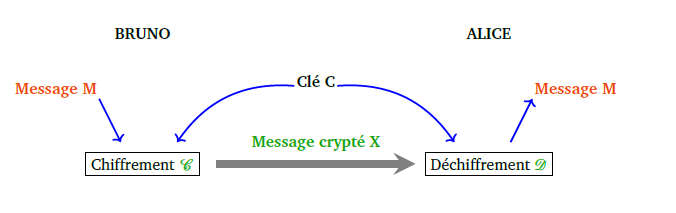 BRUNO ALICE
Clé C
Message M Message M
Message crypté X
Chiffrement 𝒞 Déchiffrement 𝒟